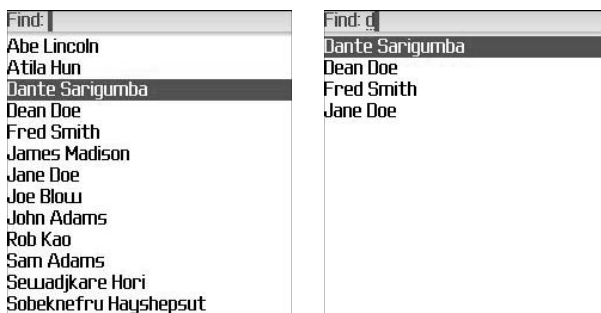 Find:
Abe Lincoln
Atila Hun
Dante Sarigumba
Dean Doe
Fred Smith
James Madison
Jane Doe
Joe Blow
John Adams
Rob Kao
Sam Adams
Sewadjkare Hori
Sobeknefru Hayshepsut
Find: d
Dante Sarigumba
Dean Doe
Fred Smith
Jane Doe